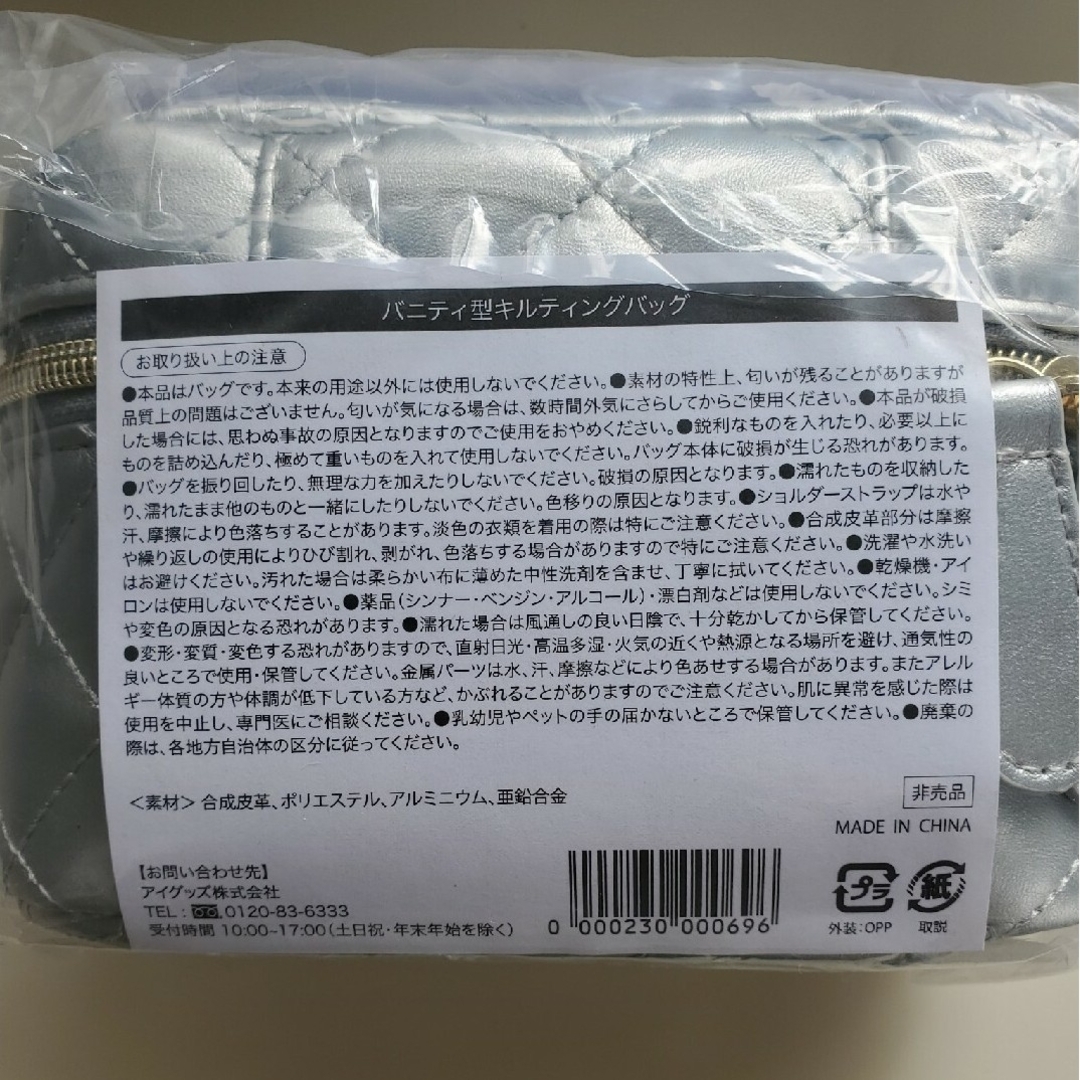 バニティ型キルティングバッグ
お取り扱い上の注意
●本品はバッグです。本来の用途以外には使用しないでください。●素材の特性上、匂いが残ることがありますが
品質上の問題はございません。匂いが気になる場合は、数時間外気にさらしてからご使用ください。●本品が破損
した場合には、思わぬ事故の原因となりますのでご使用をおやめください。●鋭利なものを入れたり、必要以上に
ものを詰め込んだり、極めて重いものを入れて使用しないでください。バッグ本体に破損が生じる恐れがあります。
●バッグを振り回したり、無理な力を加えたりしないでください。破損の原因となります。●濡れたものを収納した
り、濡れたまま他のものと一緒にしたりしないでください。色移りの原因となります。●ショルダーストラップは水や
汗、摩擦により色落ちすることがあります。淡色の衣類を着用の際は特にご注意ください。●合成皮革部分は摩擦
や繰り返しの使用によりひび割れ、剥がれ、色落ちする場合がありますので特にご注意ください。●洗濯や水洗い
はお避けください。汚れた場合は柔らかい布に薄めた中性洗剤を含ませ、丁寧に拭いてください。●乾燥機・アイ
ロンは使用しないでください。●薬品（シンナー・ベンジン・アルコール）・漂白剤などは使用しないでください。シミ
や変色の原因となる恐れがあります。●濡れた場合は風通しの良い日陰で、十分乾かしてから保管してください。
●変形・変質・変色する恐れがありますので、直射日光・高温多湿・火気の近くや熱源となる場所を避け、通気性の
良いところで使用・保管してください。金属パーツは水、汗、摩擦などにより色あせする場合があります。またアレル
ギー体質の方や体調が低下している方など、かぶれることがありますのでご注意ください。肌に異常を感じた際は
使用を中止し、専門医にご相談ください。●乳幼児やペットの手の届かないところで保管してください。●廃棄の
際は、各地方自治体の区分に従ってください。
＜素材＞合成皮革、ポリエステル、アルミニウム、亜鉛合金
非売品
MADE IN CHINA
【お問い合わせ先】
アイグッズ株式会社
TEL：0120-83-6333
受付時間 10:00~17:00（土日祝・年末年始を除く）
0 000230 000696
プラ
外装：OPP
紙
取説